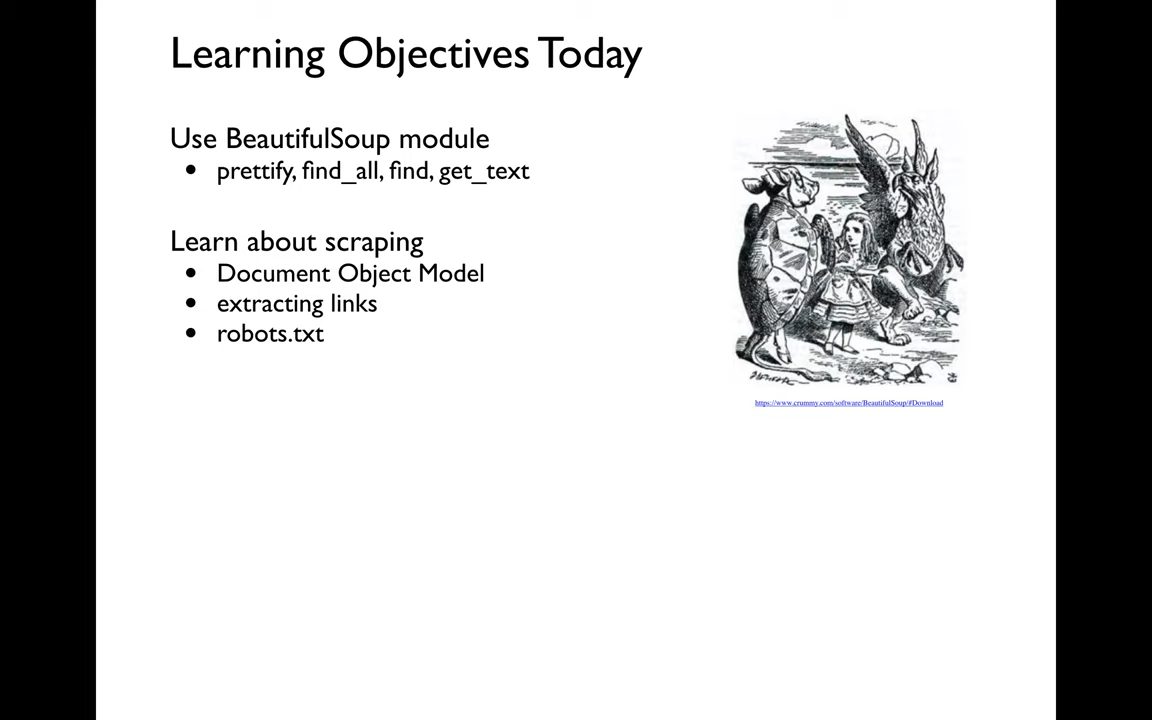 Learning Objectives Today
Use BeautifulSoup module
• prettify, find_all, find, get_text
Learn about scraping
• Document Object Model
• extracting links
• robots.txt
https://www.crummy.com/software/BeautifulSoup/#Download